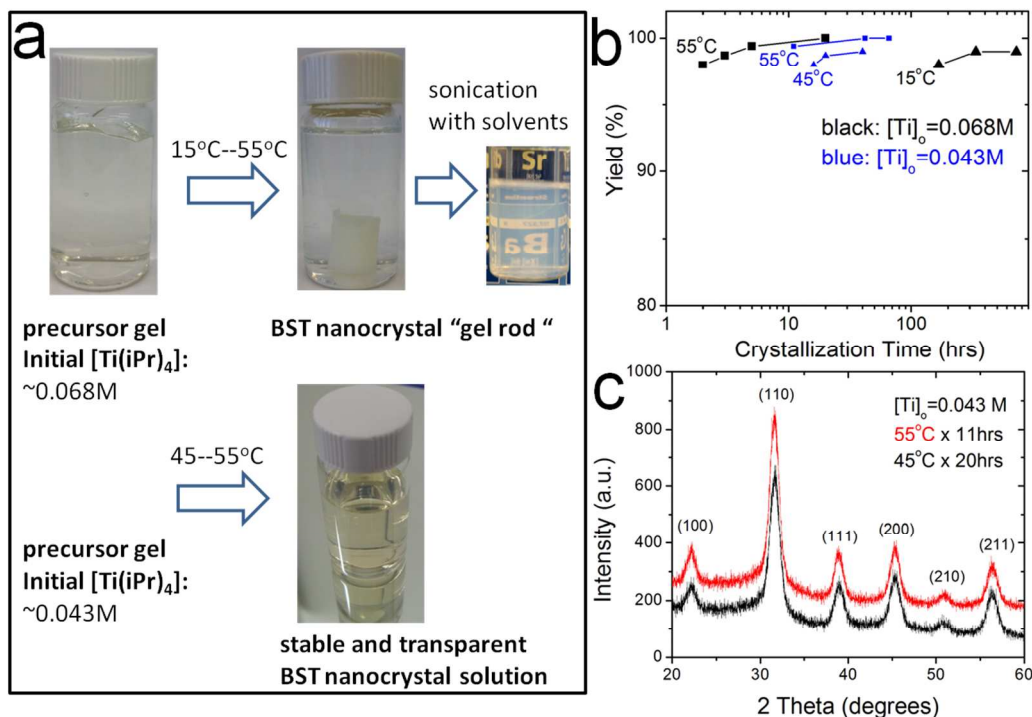 a
15°C--55°C
sonication
with solvents
Sr
Ba
precursor gel
Initial [Ti(iPr)₄]:
~0.068M
BST nanocrystal “gel rod “
45--55°C
precursor gel
Initial [Ti(iPr)₄]:
~0.043M
stable and transparent
BST nanocrystal solution
b
Yield (%)
100
90
80
55°C
55°C
45°C
15°C
black: [Ti]ₒ=0.068M
blue: [Ti]ₒ=0.043M
1 10 100
Crystallization Time (hrs)
c
Intensity (a.u.)
1000
800
600
400
200
0
(100)
(110)
(111)
(200)
(210)
(211)
[Ti]ₒ=0.043 M
55°C x 11hrs
45°C x 20hrs
20 30 40 50 60
2 Theta (degrees)